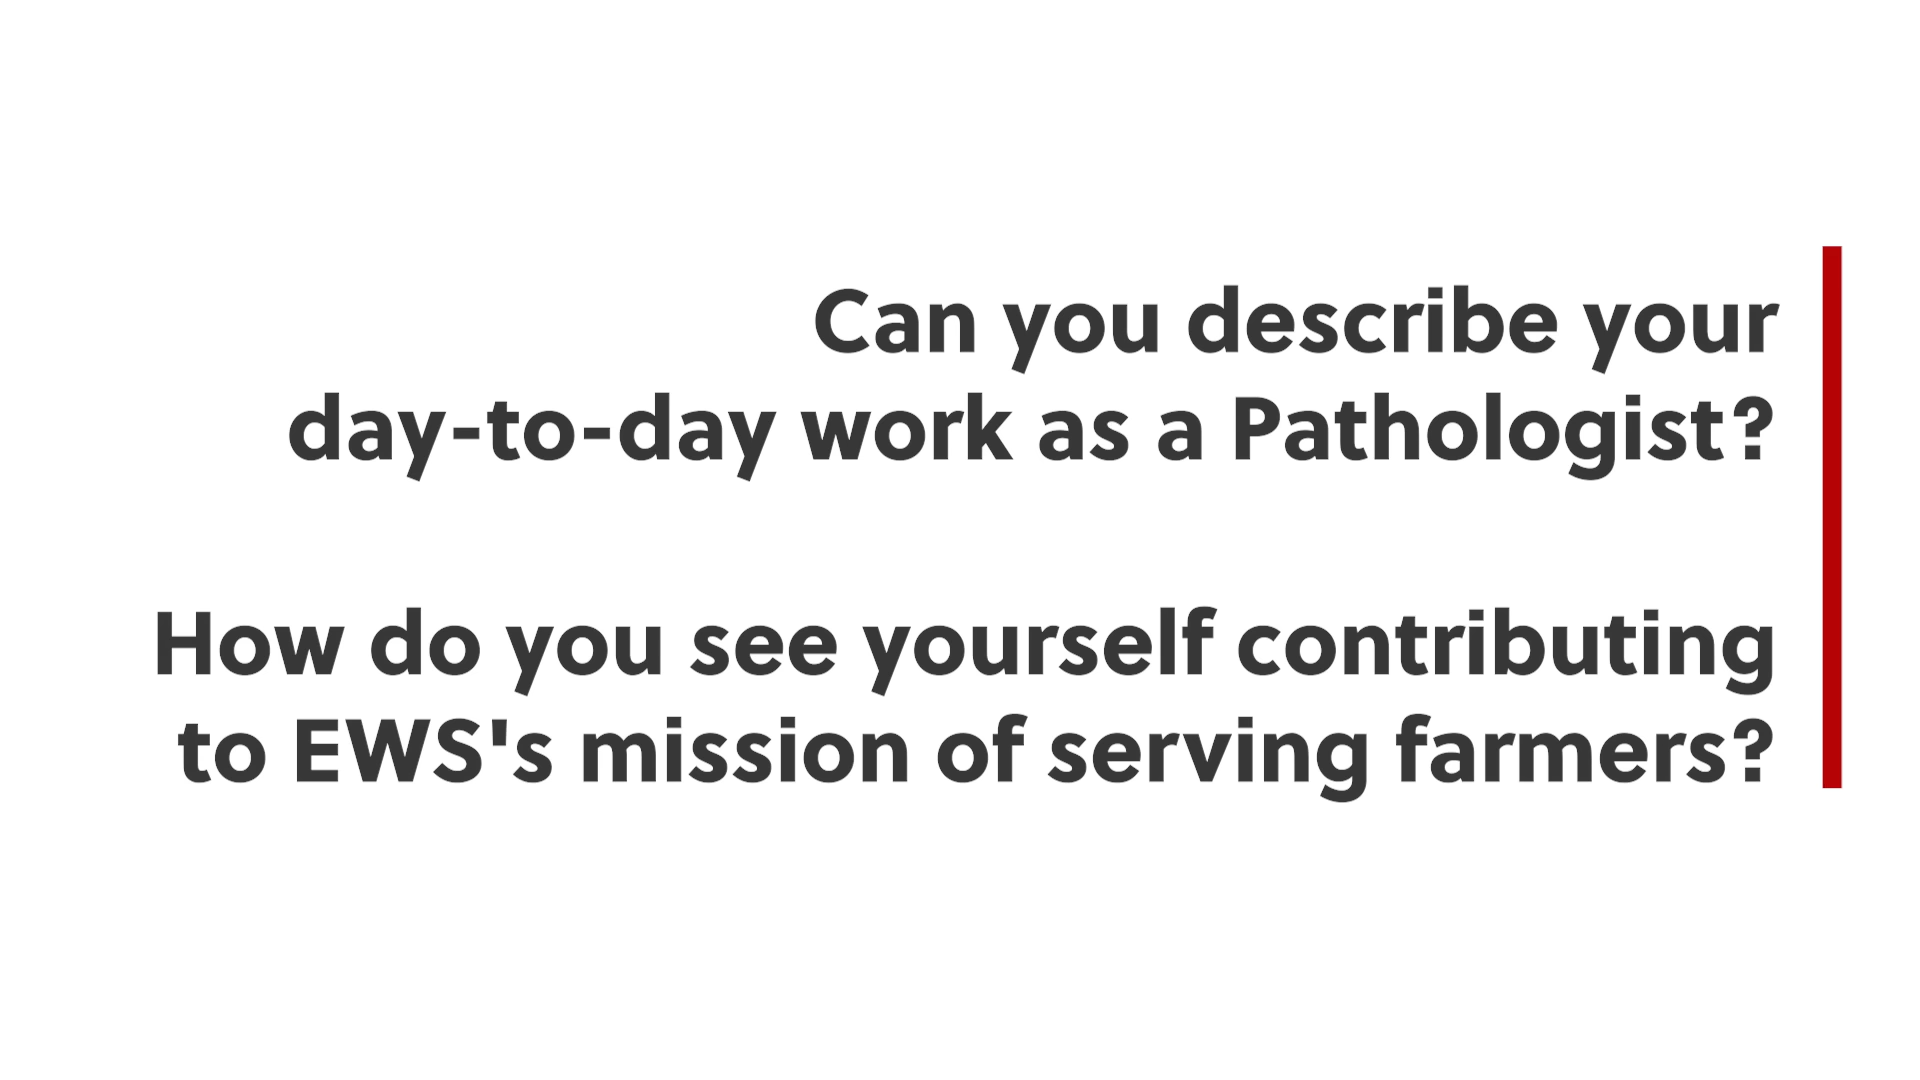 Can you describe your
day-to-day work as a Pathologist?
How do you see yourself contributing
to EWS's mission of serving farmers?